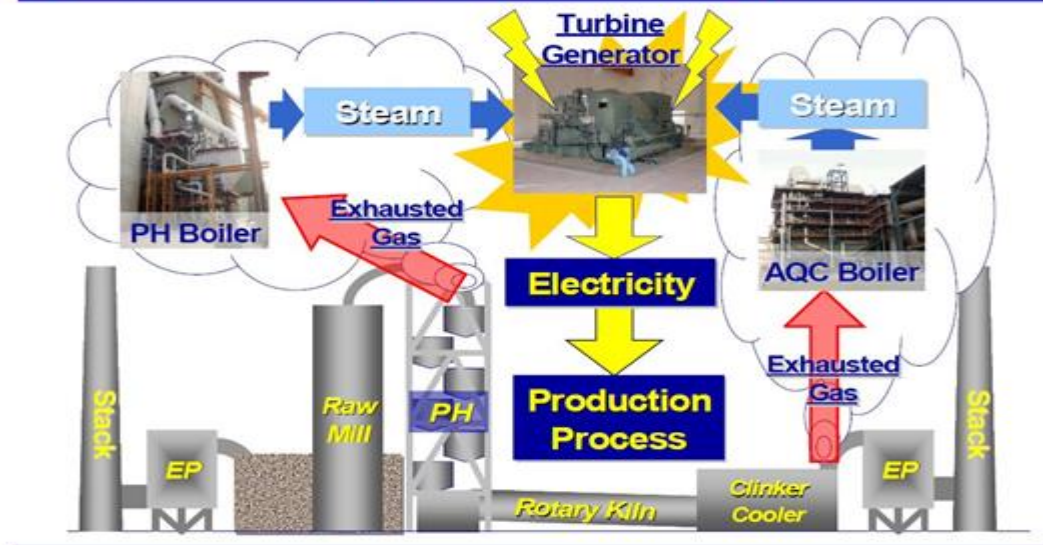 Turbine
Generator
Steam
Steam
PH Boiler
Exhausted
Gas
AQC Boiler
Electricity
Exhausted
Gas
Production
Process
Stack
EP
Raw
Mill
PH
Rotary Kiln
Clinker
Cooler
EP
Stack